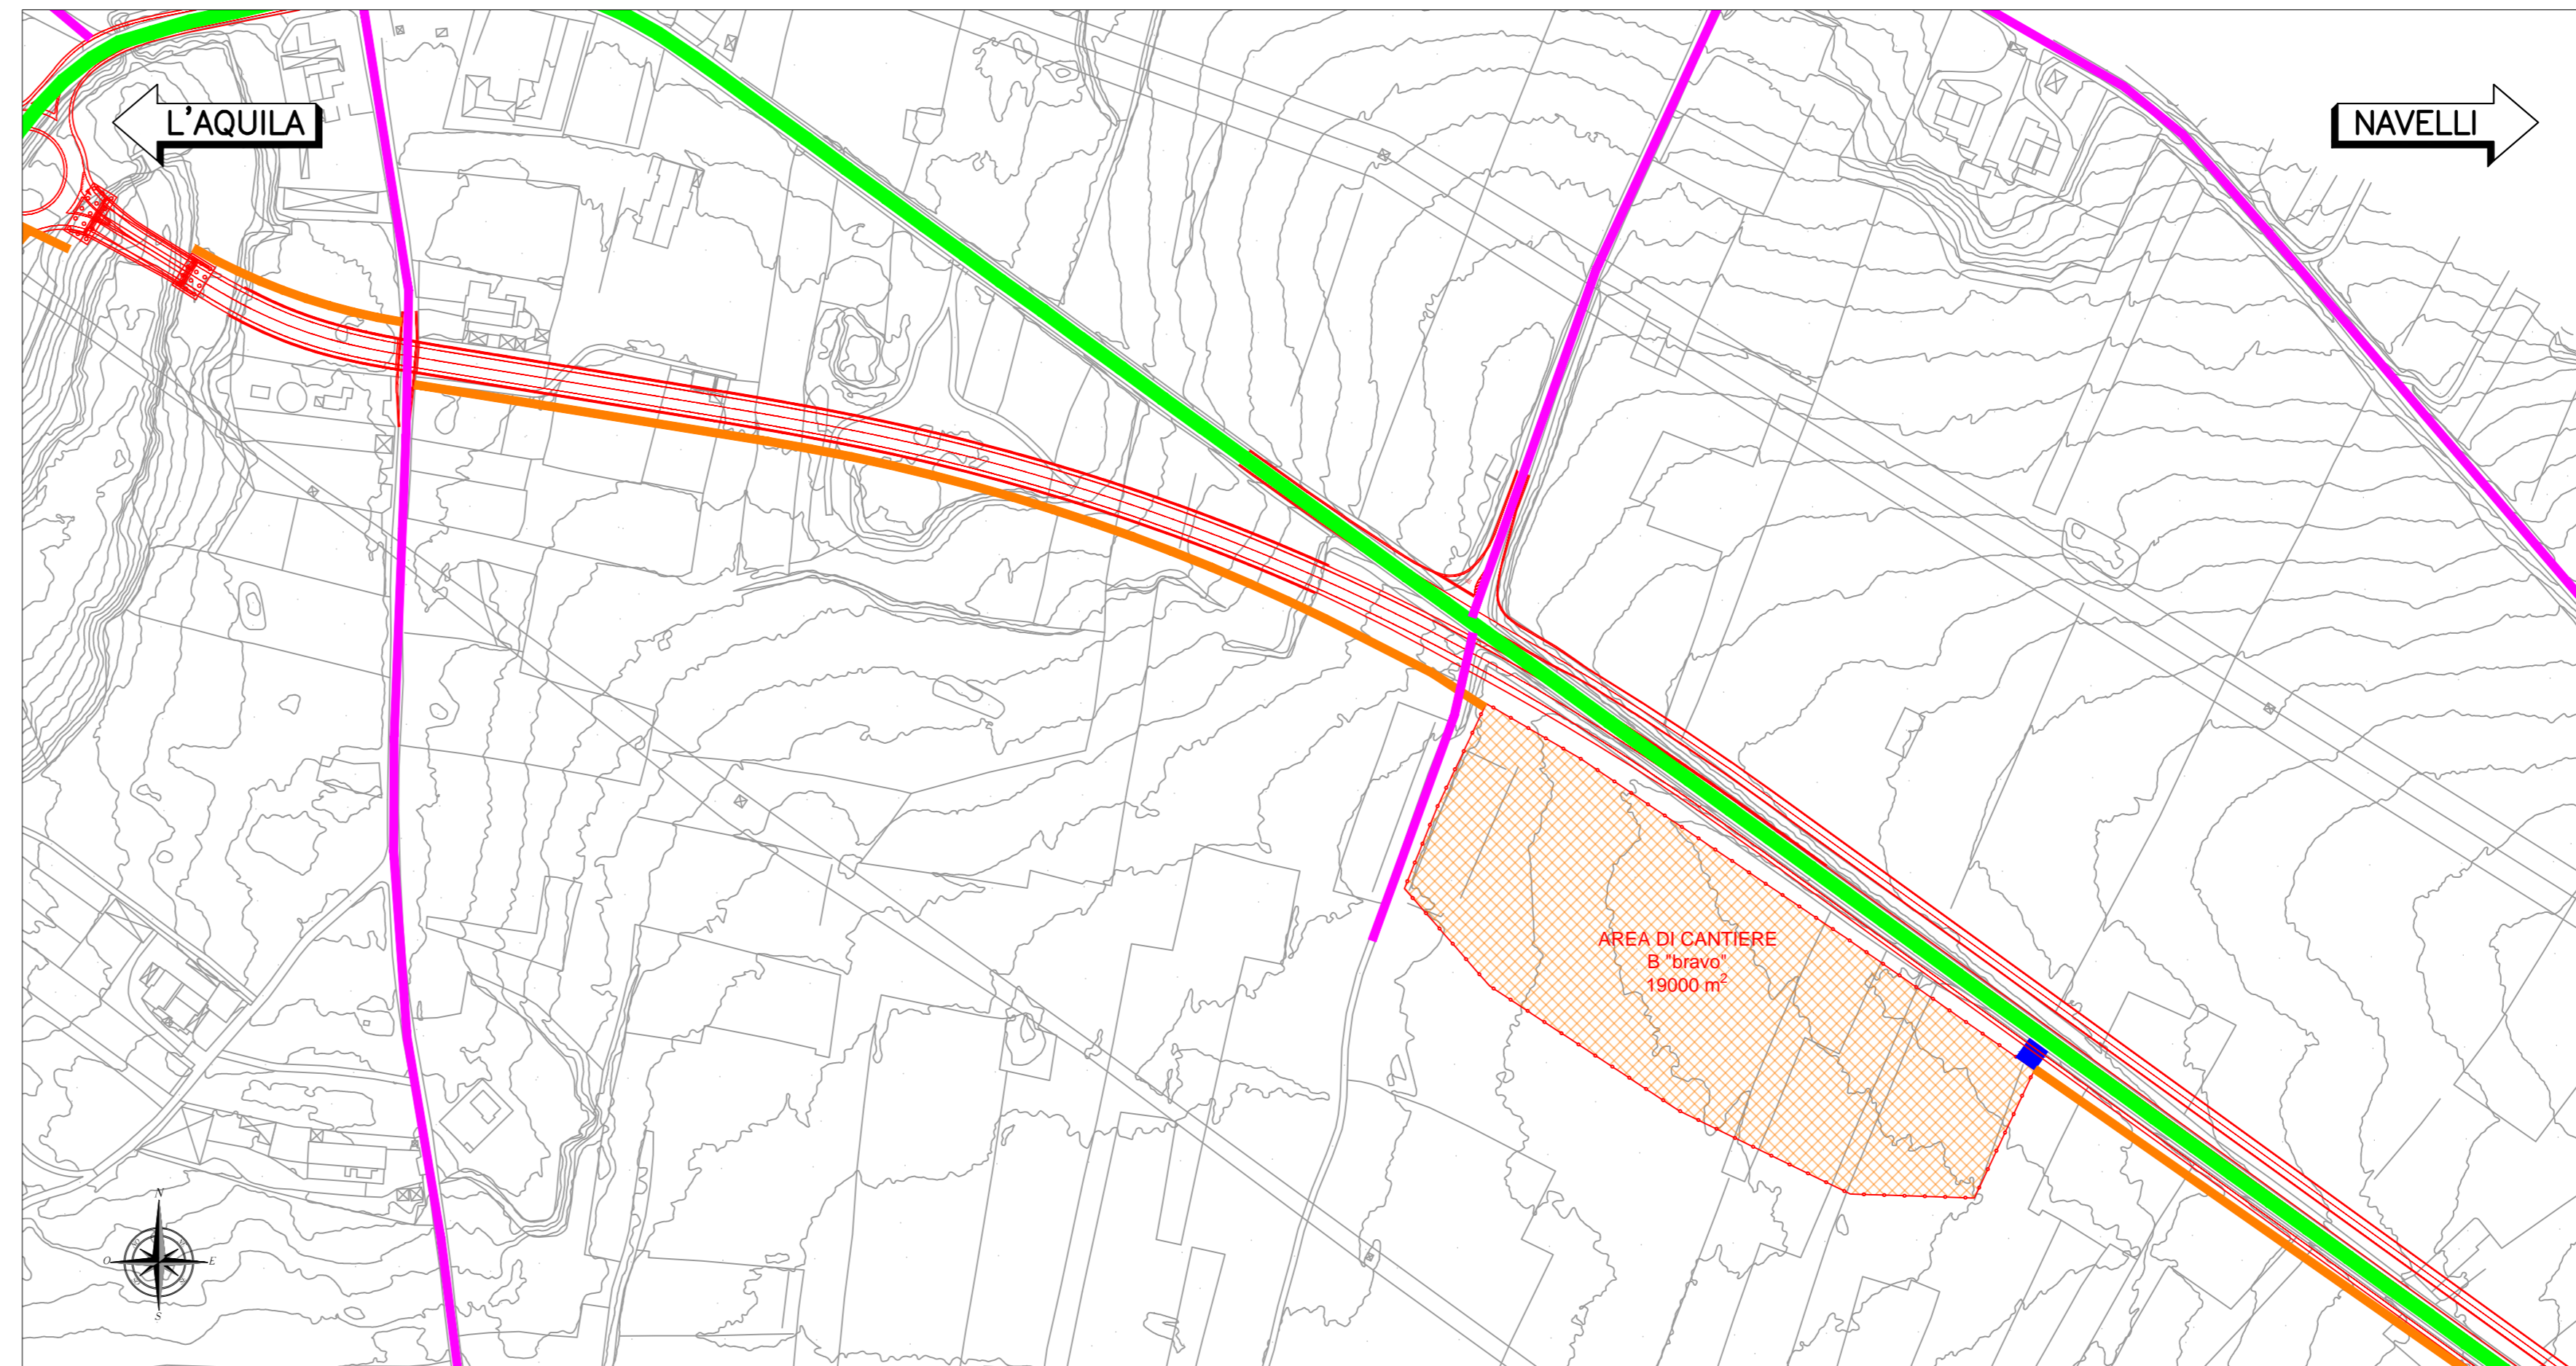 L'AQUILA
NAVELLI
AREA DI CANTIERE
B "bravo"
19000 m²
N
O
E
S